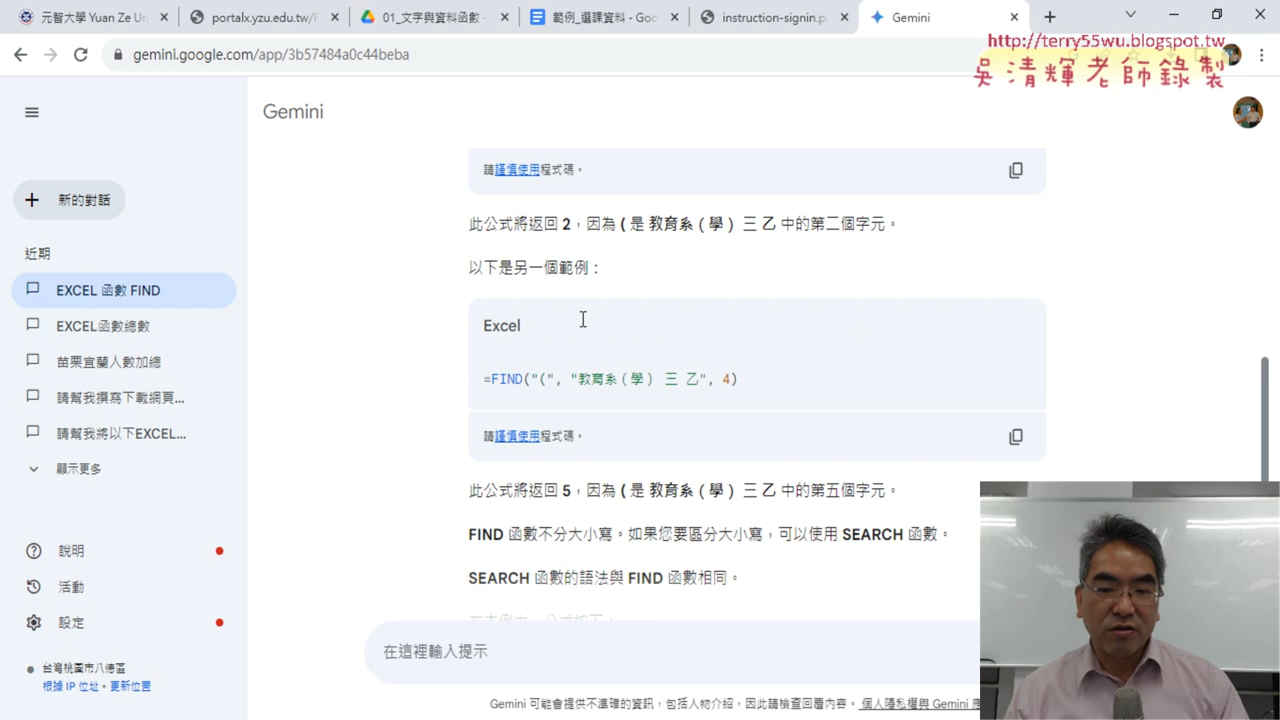 元智大學 Yuan Ze Un
portalx.yzu.edu.tw/P
01_文字與資料函數 -
範例_選課資料 - Goo
instruction-signin.p
Gemini
gemini.google.com/app/3b57484a0c44beba
http://terry55wu.blogspot.tw
吳清輝老師錄製
Gemini
新的對話
近期
EXCEL 函數 FIND
EXCEL函數總數
苗栗宜蘭人數加總
請幫我撰寫下載網頁...
請幫我將以下EXCEL...
顯示更多
說明
活動
設定
台灣桃園市八德區
根據 IP 位址・更新位置
請謹慎使用程式碼。
此公式將返回 2，因為 ( 是 教育系（學） 三 乙 中的第二個字元。
以下是另一個範例：
Excel
=FIND("(", "教育系（學） 三 乙", 4)
請謹慎使用程式碼。
此公式將返回 5，因為 ( 是 教育系（學） 三 乙 中的第五個字元。
FIND 函數不分大小寫。如果您要區分大小寫，可以使用 SEARCH 函數。
SEARCH 函數的語法與 FIND 函數相同。
在這裡輸入提示
Gemini 可能會提供不準確的資訊，包括人物介紹，因此請檢查回覆內容。 個人隱私權與 Gemini 應